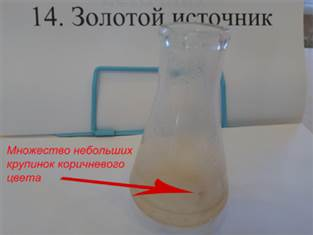 14. Золотой источник
Множество небольших
крупинок коричневого
цвета